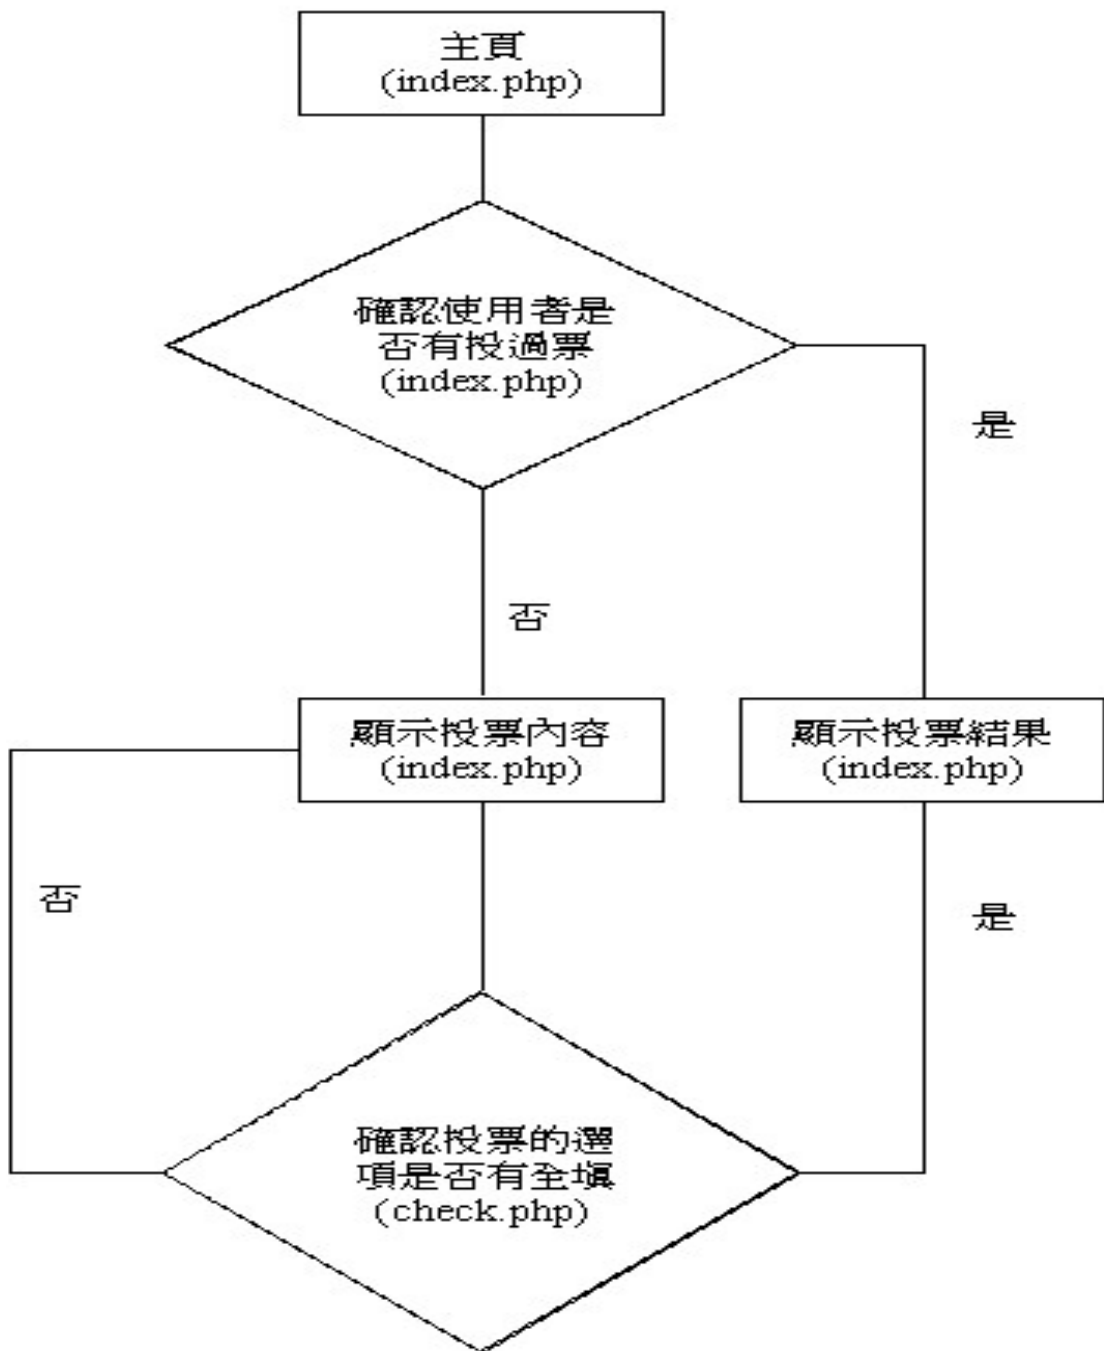 主頁
(index.php)
確認使用者是
否有投過票
(index.php)
是
否
顯示投票內容
(index.php)
顯示投票結果
(index.php)
否
是
確認投票的選
項是否有全填
(check.php)